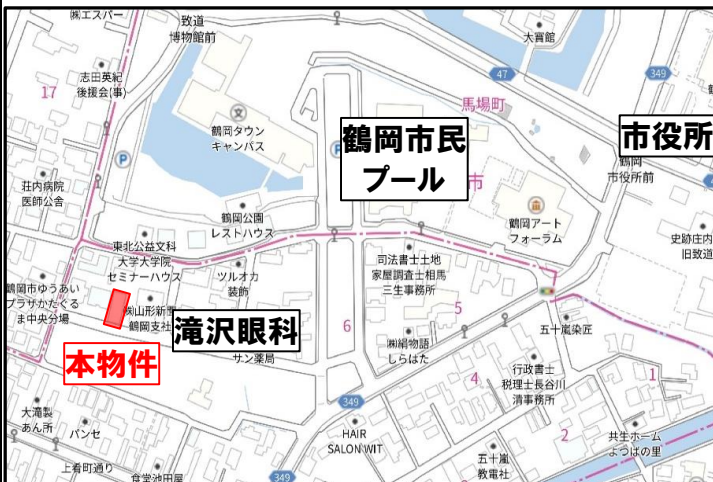 ㈱エスパー
致道
博物館前
大寶館
17
志田英紀
後援会(事)
47
349
馬場町
鶴岡タウン
キャンパス
鶴岡市民
プール
市役所
鶴岡
市役所前
市
荘内病院
医師公舎
鶴岡公園
レストハウス
鶴岡アート
フォーラム
東北公益文科
大学大学院
セミナーハウス
ツルオカ
装飾
司法書士土地
家屋調査士相馬
三生事務所
史跡庄内
旧致道
鶴岡市ゆうあい
プラザかたぐる
ま中央分場
㈱山形新
鶴岡支社
滝沢眼科
サン薬局
本物件
6
5
五十嵐染匠
㈱絹物語
しらはた
行政書士
税理士長谷川
清事務所
4
1
349
大滝製
あん所
パンセ
HAIR
SALON WIT
2
共生ホーム
よつばの里
上肴町通り
食堂池田屋
349
五十嵐
教電社